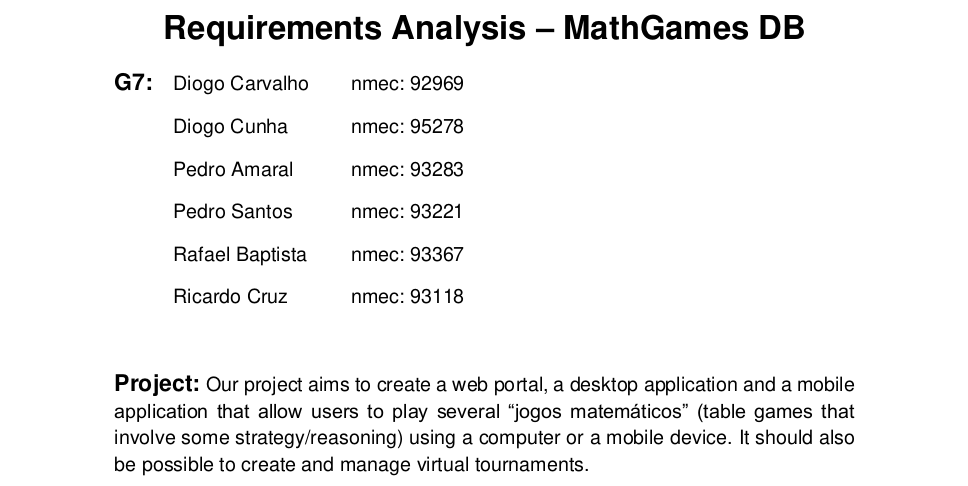 Requirements Analysis – MathGames DB
G7: Diogo Carvalho nmec: 92969
Diogo Cunha nmec: 95278
Pedro Amaral nmec: 93283
Pedro Santos nmec: 93221
Rafael Baptista nmec: 93367
Ricardo Cruz nmec: 93118
Project: Our project aims to create a web portal, a desktop application and a mobile
application that allow users to play several “jogos matemáticos” (table games that
involve some strategy/reasoning) using a computer or a mobile device. It should also
be possible to create and manage virtual tournaments.